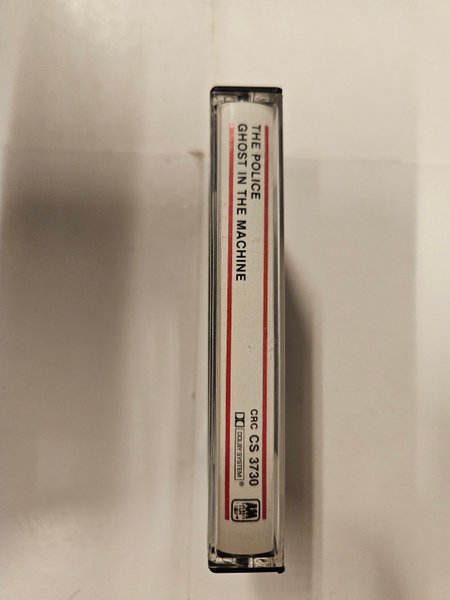 THE POLICE
GHOST IN THE MACHINE
CRC CS 3730
DOLBY SYSTEM ®
A&M